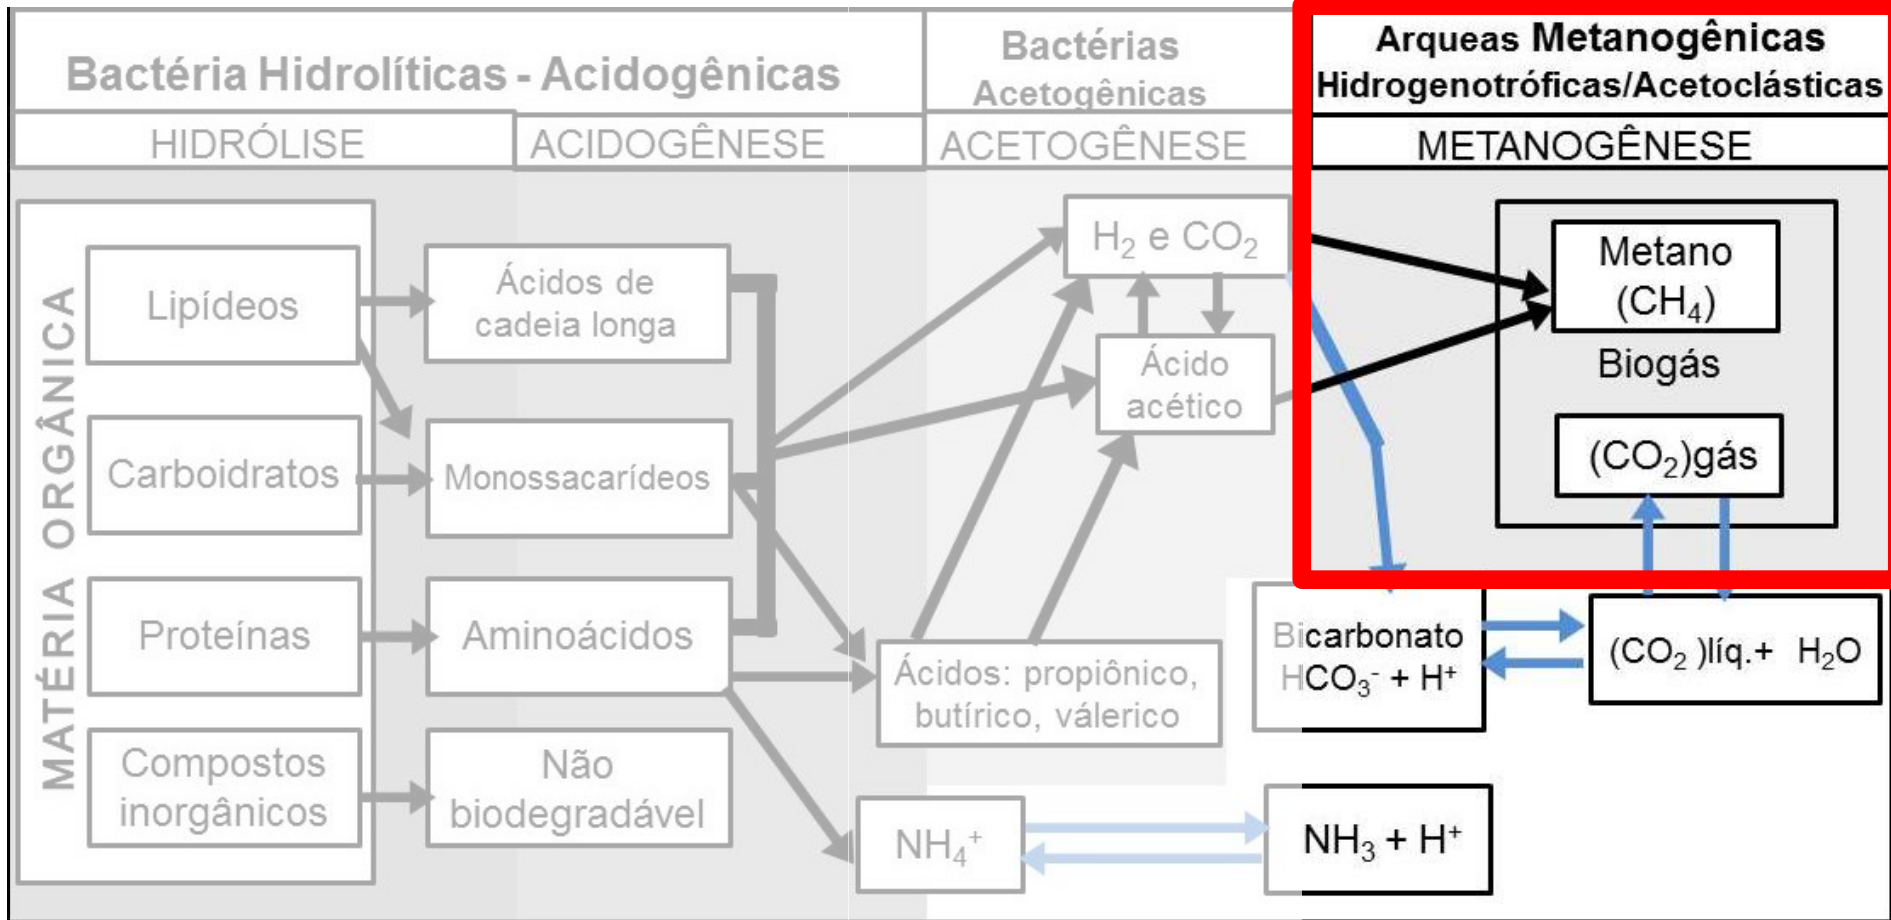 Bactéria Hidrolíticas - Acidogênicas
Bactérias
Acetogênicas
Arqueas Metanogênicas
Hidrogenotróficas/Acetoclásticas
HIDRÓLISE
ACIDOGÊNESE
ACETOGÊNESE
METANOGÊNESE
MATÉRIA ORGÂNICA
Lipídeos
Carboidratos
Proteínas
Compostos
inorgânicos
Ácidos de
cadeia longa
Monossacarídeos
Aminoácidos
Não
biodegradável
H₂ e CO₂
Ácido
acético
Ácidos: propiônico,
butírico, válerico
NH₄⁺
Metano
(CH₄)
Biogás
(CO₂)gás
Bicarbonato
HCO₃⁻ + H⁺
(CO₂ )líq.+ H₂O
NH₃ + H⁺